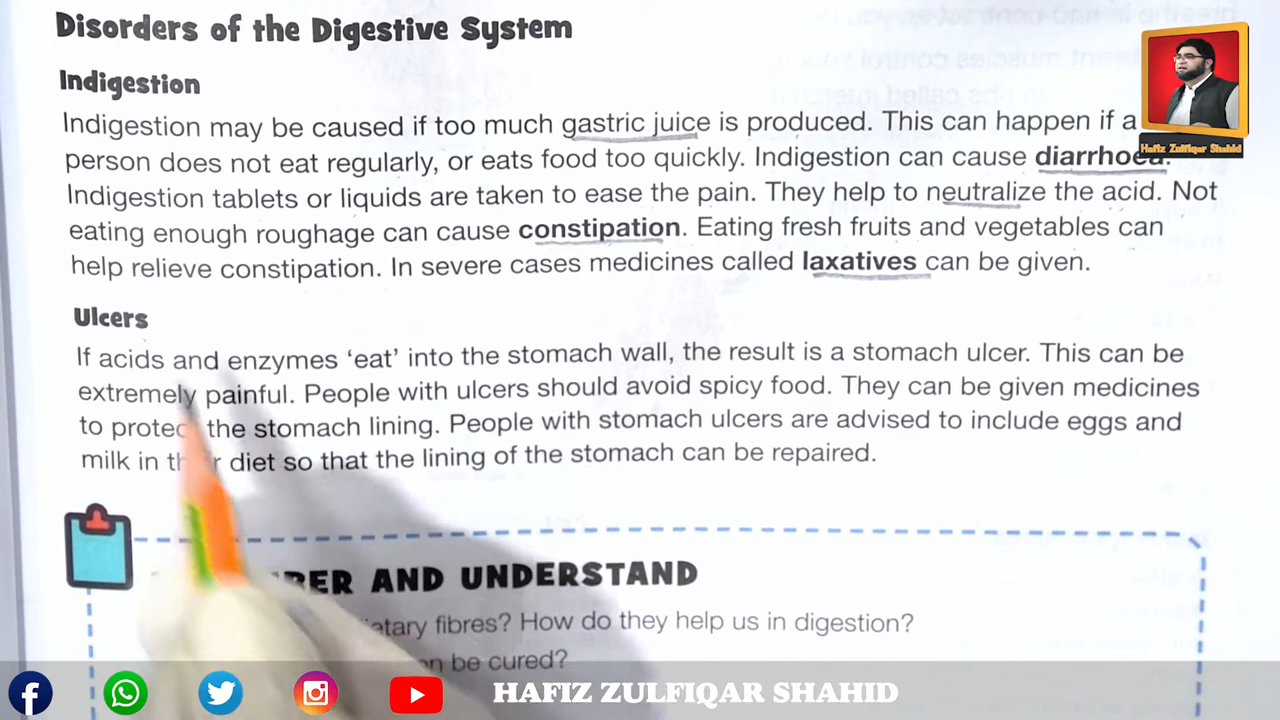 Disorders of the Digestive System
Indigestion
Indigestion may be caused if too much gastric juice is produced. This can happen if a
person does not eat regularly, or eats food too quickly. Indigestion can cause diarrhoea.
Indigestion tablets or liquids are taken to ease the pain. They help to neutralize the acid. Not
eating enough roughage can cause constipation. Eating fresh fruits and vegetables can
help relieve constipation. In severe cases medicines called laxatives can be given.
Ulcers
If acids and enzymes ‘eat’ into the stomach wall, the result is a stomach ulcer. This can be
extremely painful. People with ulcers should avoid spicy food. They can be given medicines
to protect the stomach lining. People with stomach ulcers are advised to include eggs and
milk in their diet so that the lining of the stomach can be repaired.
AND UNDERSTAND
fibres? How do they help us in digestion?
be cured?
Hafiz Zulfiqar Shahid
HAFIZ ZULFIQAR SHAHID